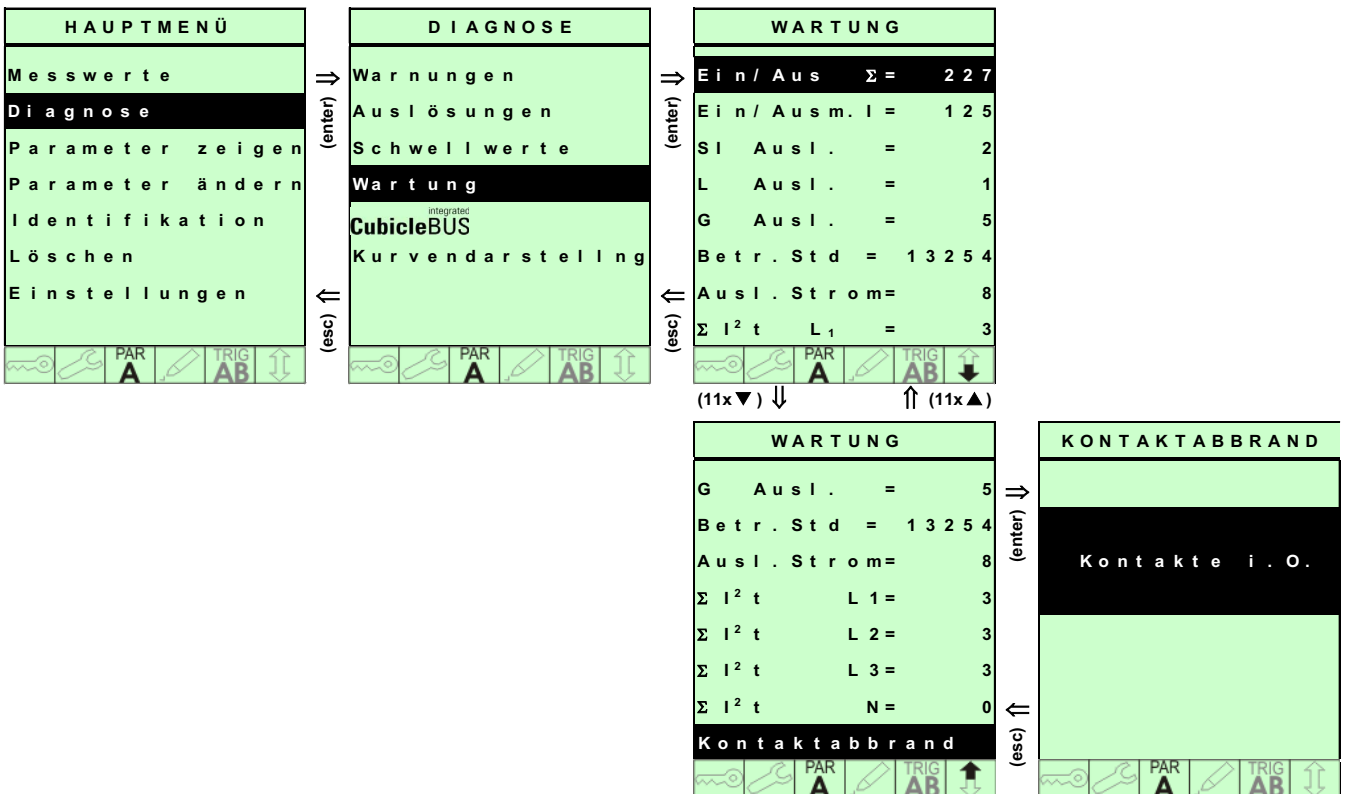 HAUPTMENÜ
Messwerte
Diagnose
Parameter zeigen
Parameter ändern
Identifikation
Löschen
Einstellungen
PAR A TRIG AB
⇒ (enter)
⇐ (esc)
DIAGNOSE
Warnungen
Auslösungen
Schwellwerte
Wartung
integrated
CubicleBUS
Kurvendarstellng
PAR A TRIG AB
⇒ (enter)
⇐ (esc)
WARTUNG
Ein/Aus Σ= 227
Ein/Ausm.I= 125
SI Ausl. = 2
L Ausl. = 1
G Ausl. = 5
Betr.Std = 13254
Ausl.Strom= 8
Σ I² t L₁ = 3
PAR A TRIG AB
(11x▼) ⇓ ⇑ (11x▲)
WARTUNG
G Ausl. = 5
Betr.Std = 13254
Ausl.Strom= 8
Σ I² t L1= 3
Σ I² t L2= 3
Σ I² t L3= 3
Σ I² t N= 0
Kontaktabbrand
PAR A TRIG AB
⇒ (enter)
⇐ (esc)
KONTAKTABBRAND
Kontakte i.O.
PAR A TRIG AB